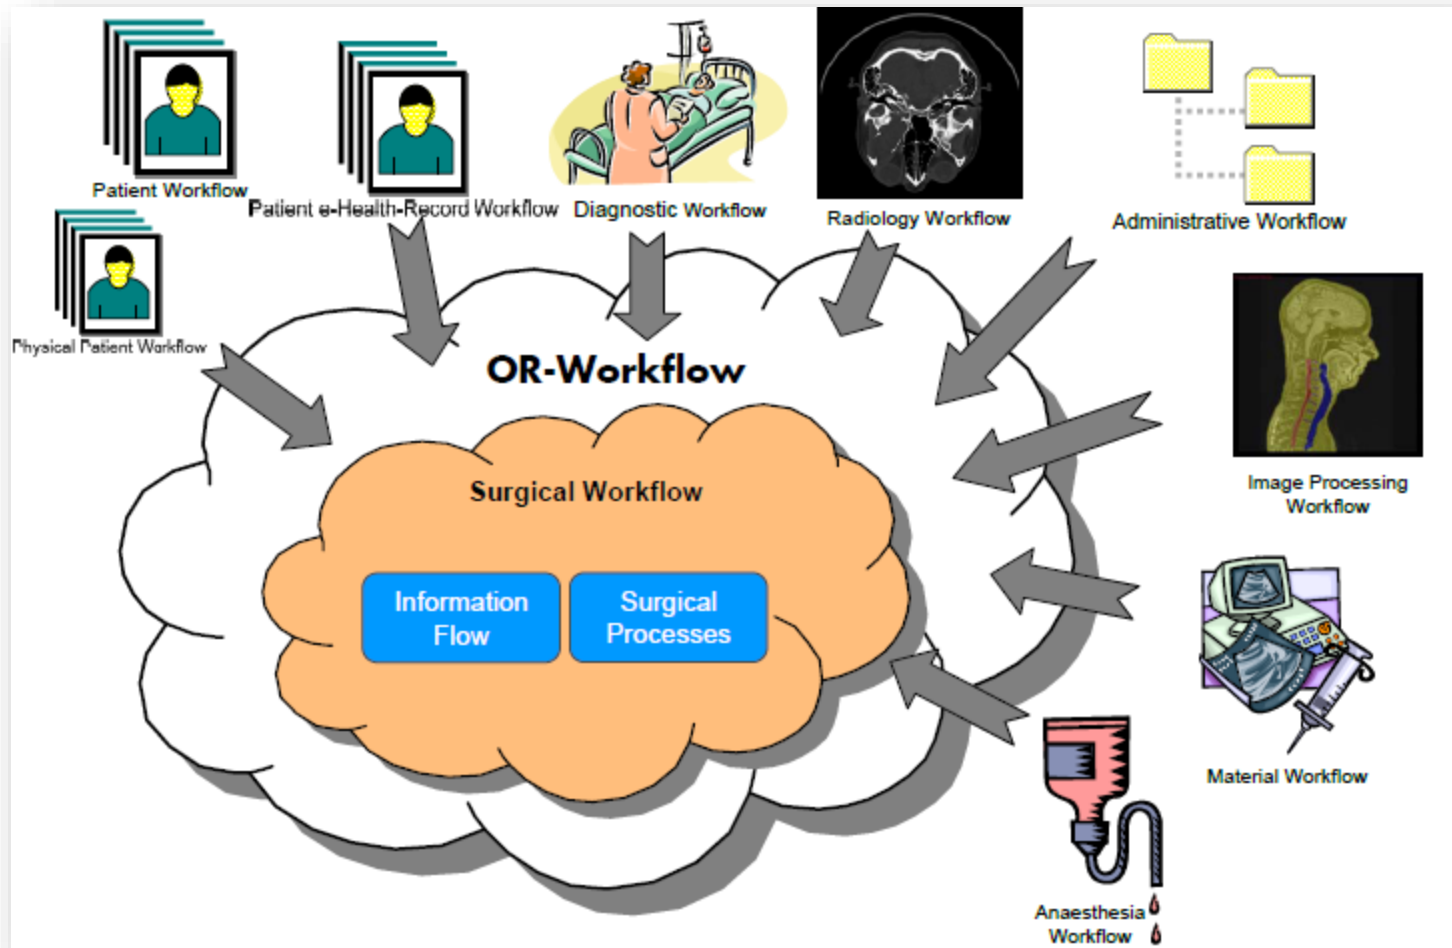 Patient Workflow
Patient e-Health-Record Workflow
Diagnostic Workflow
Radiology Workflow
Administrative Workflow
Physical Patient Workflow
OR-Workflow
Surgical Workflow
Information
Flow
Surgical
Processes
Image Processing
Workflow
Material Workflow
Anaesthesia
Workflow